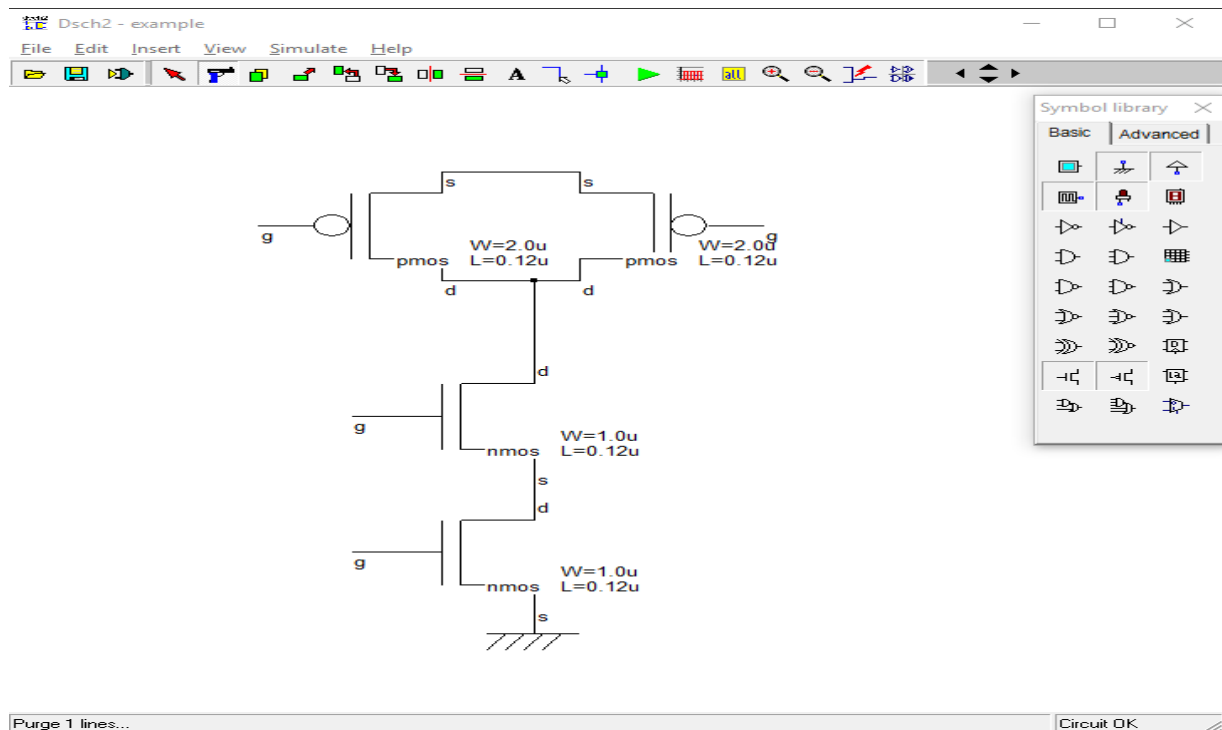 Dsch2 - example
File Edit Insert View Simulate Help
A
all
Symbol library
Basic Advanced
s s
g g
W=2.0u W=2.0u
pmos L=0.12u pmos L=0.12u
d d
d
g
W=1.0u
nmos L=0.12u
s
d
g
W=1.0u
nmos L=0.12u
s
Purge 1 lines...
Circuit OK